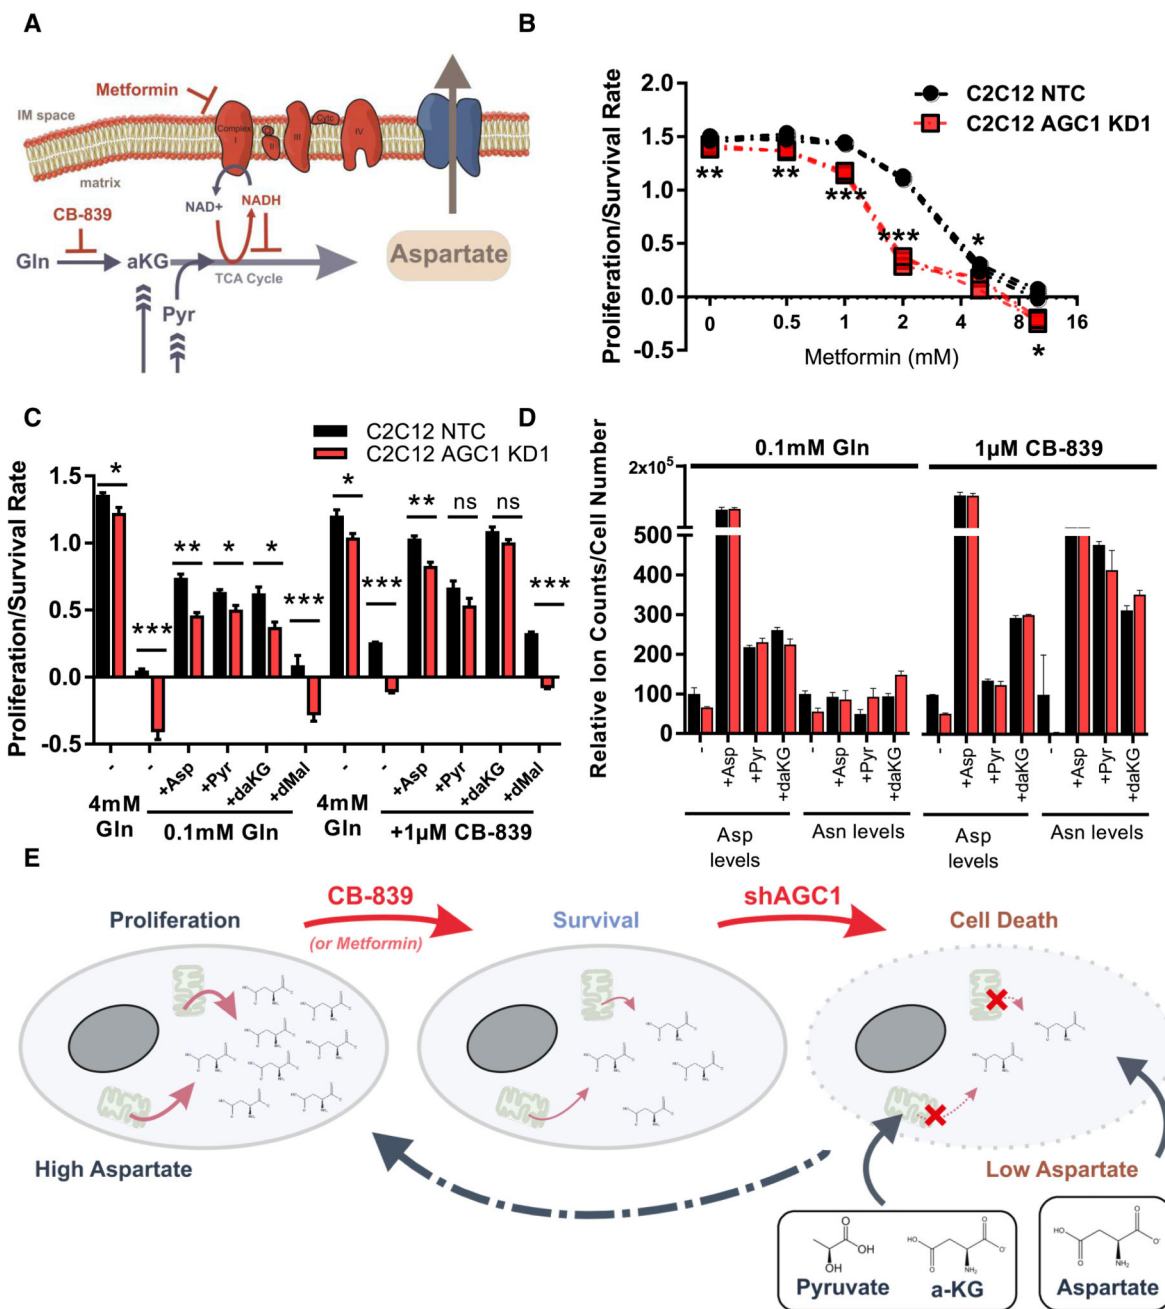 A
Metformin
IM space
Complex
I
II
III
Cytc
IV
matrix
NAD+
NADH
CB-839
Gln
aKG
TCA Cycle
Pyr
Aspartate
B
Proliferation/Survival Rate
2.0
1.5
1.0
0.5
0.0
-0.5
C2C12 NTC
C2C12 AGC1 KD1
**
**
***
***
*
*
0
0.5
1
2
4
8
16
Metformin (mM)
C
C2C12 NTC
C2C12 AGC1 KD1
Proliferation/Survival Rate
1.5
1.0
0.5
0.0
-0.5
*
***
**
*
*
***
*
***
**
ns
ns
***
-
-
+Asp
+Pyr
+daKG
+dMal
-
-
+Asp
+Pyr
+daKG
+dMal
4mM
Gln
0.1mM Gln
4mM
Gln
+1µM CB-839
D
Relative Ion Counts/Cell Number
0.1mM Gln
1µM CB-839
2x10⁵
500
400
300
200
100
0
-
+Asp
+Pyr
+daKG
-
+Asp
+Pyr
+daKG
-
+Asp
+Pyr
+daKG
-
+Asp
+Pyr
+daKG
Asp
levels
Asn levels
Asp
levels
Asn levels
E
CB-839
(or Metformin)
shAGC1
Proliferation
Survival
Cell Death
High Aspartate
Low Aspartate
Pyruvate
a-KG
Aspartate